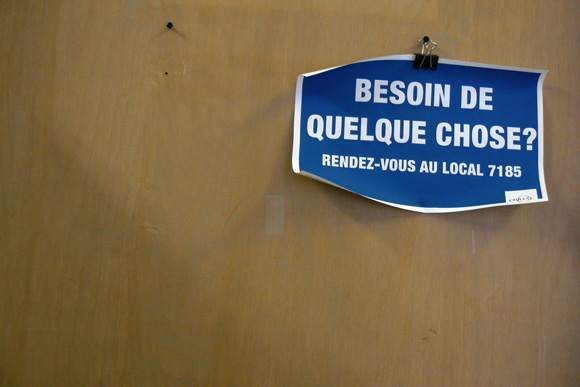 BESOIN DE
QUELQUE CHOSE?
RENDEZ-VOUS AU LOCAL 7185